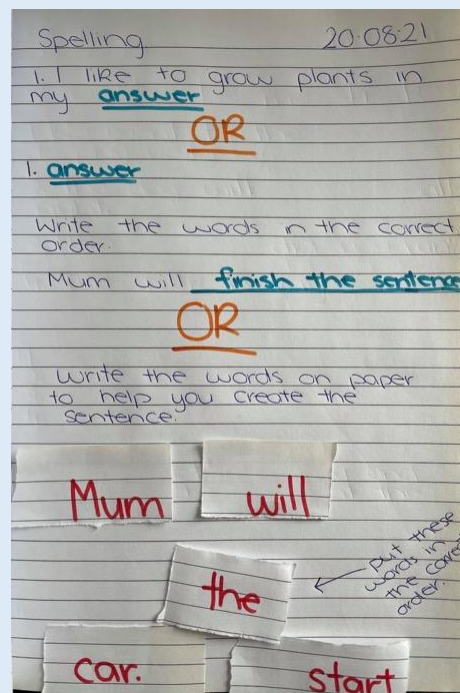 Spelling 20.08.21
1. I like to grow plants in
my answer
OR
1. answer
Write the words in the correct
order.
Mum will finish the sentence
OR
Write the words on paper
to help you create the
sentence.
Mum will
the
put these
words in
the correct
order.
car. start